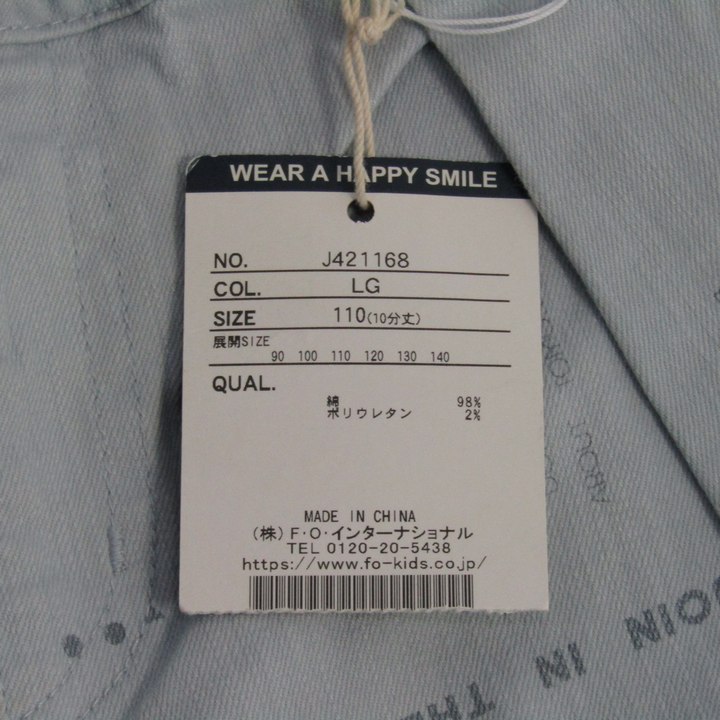 WEAR A HAPPY SMILE
NO. J421168
COL. LG
SIZE 110(10分丈)
展開SIZE
90 100 110 120 130 140
QUAL.
綿 98%
ポリウレタン 2%
MADE IN CHINA
(株)F・O・インターナショナル
TEL 0120-20-5438
https://www.fo-kids.co.jp/
ABOUT
IN THE